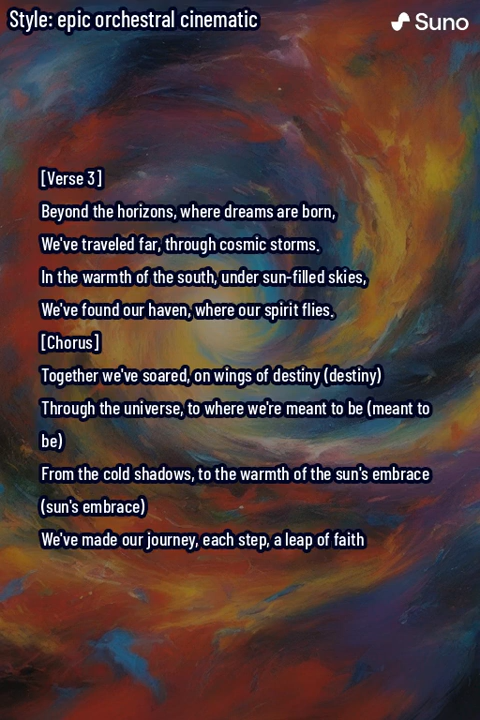 Style: epic orchestral cinematic
Suno
[Verse 3]
Beyond the horizons, where dreams are born,
We've traveled far, through cosmic storms.
In the warmth of the south, under sun-filled skies,
We've found our haven, where our spirit flies.
[Chorus]
Together we've soared, on wings of destiny (destiny)
Through the universe, to where we're meant to be (meant to
be)
From the cold shadows, to the warmth of the sun's embrace
(sun's embrace)
We've made our journey, each step, a leap of faith